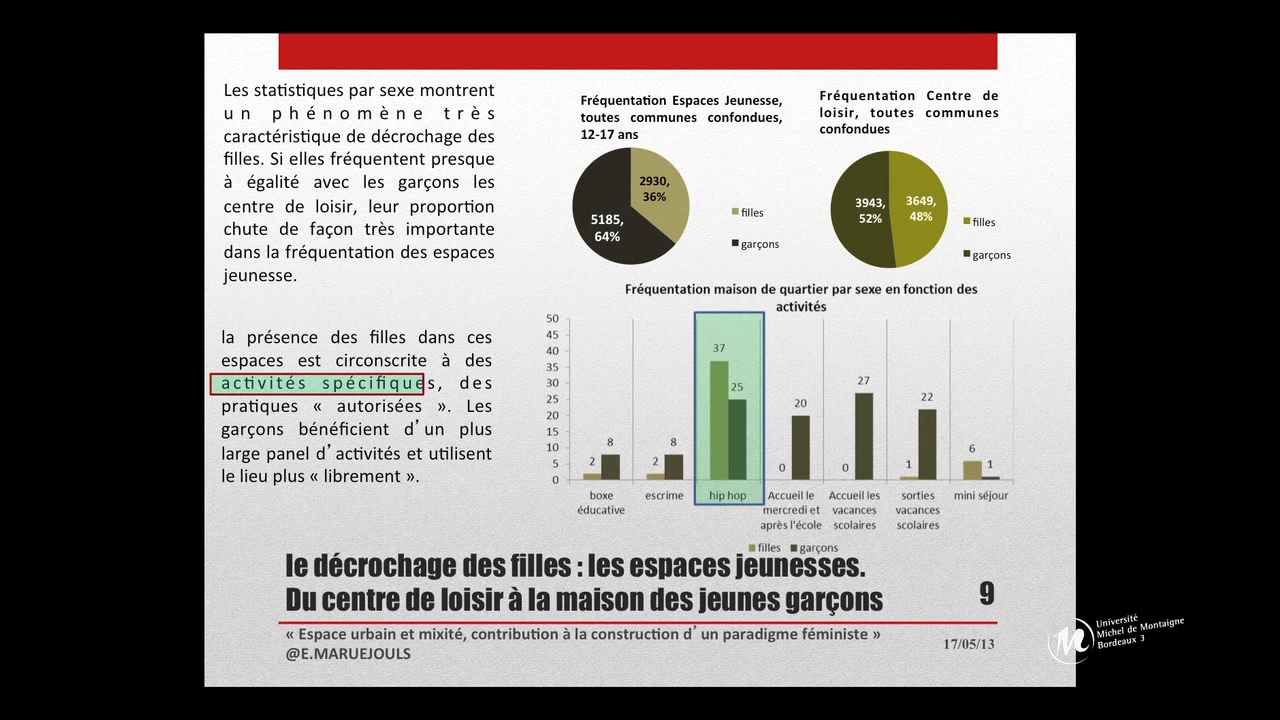 Les statistiques par sexe montrent
un phénomène très
caractéristique de décrochage des
filles. Si elles fréquentent presque
à égalité avec les garçons les
centre de loisir, leur proportion
chute de façon très importante
dans la fréquentation des espaces
jeunesse.
la présence des filles dans ces
espaces est circonscrite à des
activités spécifiques, des
pratiques « autorisées ». Les
garçons bénéficient d'un plus
large panel d'activités et utilisent
le lieu plus « librement ».
Fréquentation Espaces Jeunesse,
toutes communes confondues,
12-17 ans
2930,
36%
5185,
64%
filles
garçons
Fréquentation Centre de
loisir, toutes communes
confondues
3943,
52%
3649,
48%
filles
garçons
Fréquentation maison de quartier par sexe en fonction des
activités
50
45
40
35
30
25
20
15
10
5
0
2 8
2 8
37 25
0 20
0 27
1 22
6 1
boxe
éducative
escrime
hip hop
Accueil le
mercredi et
après l'école
Accueil les
vacances
scolaires
sorties
vacances
scolaires
mini séjour
filles garçons
le décrochage des filles : les espaces jeunesses.
Du centre de loisir à la maison des jeunes garçons
9
« Espace urbain et mixité, contribution à la construction d'un paradigme féministe »
@E.MARUEJOULS
17/05/13
Université
Michel de Montaigne
Bordeaux 3